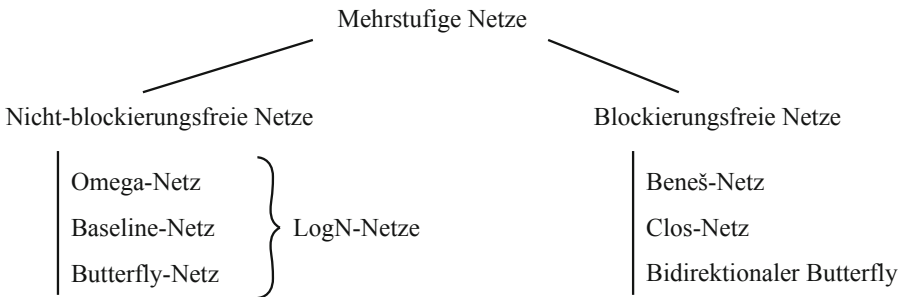 Mehrstufige Netze
Nicht-blockierungsfreie Netze
Blockierungsfreie Netze
Omega-Netz
Baseline-Netz
Butterfly-Netz
LogN-Netze
Beneš-Netz
Clos-Netz
Bidirektionaler Butterfly